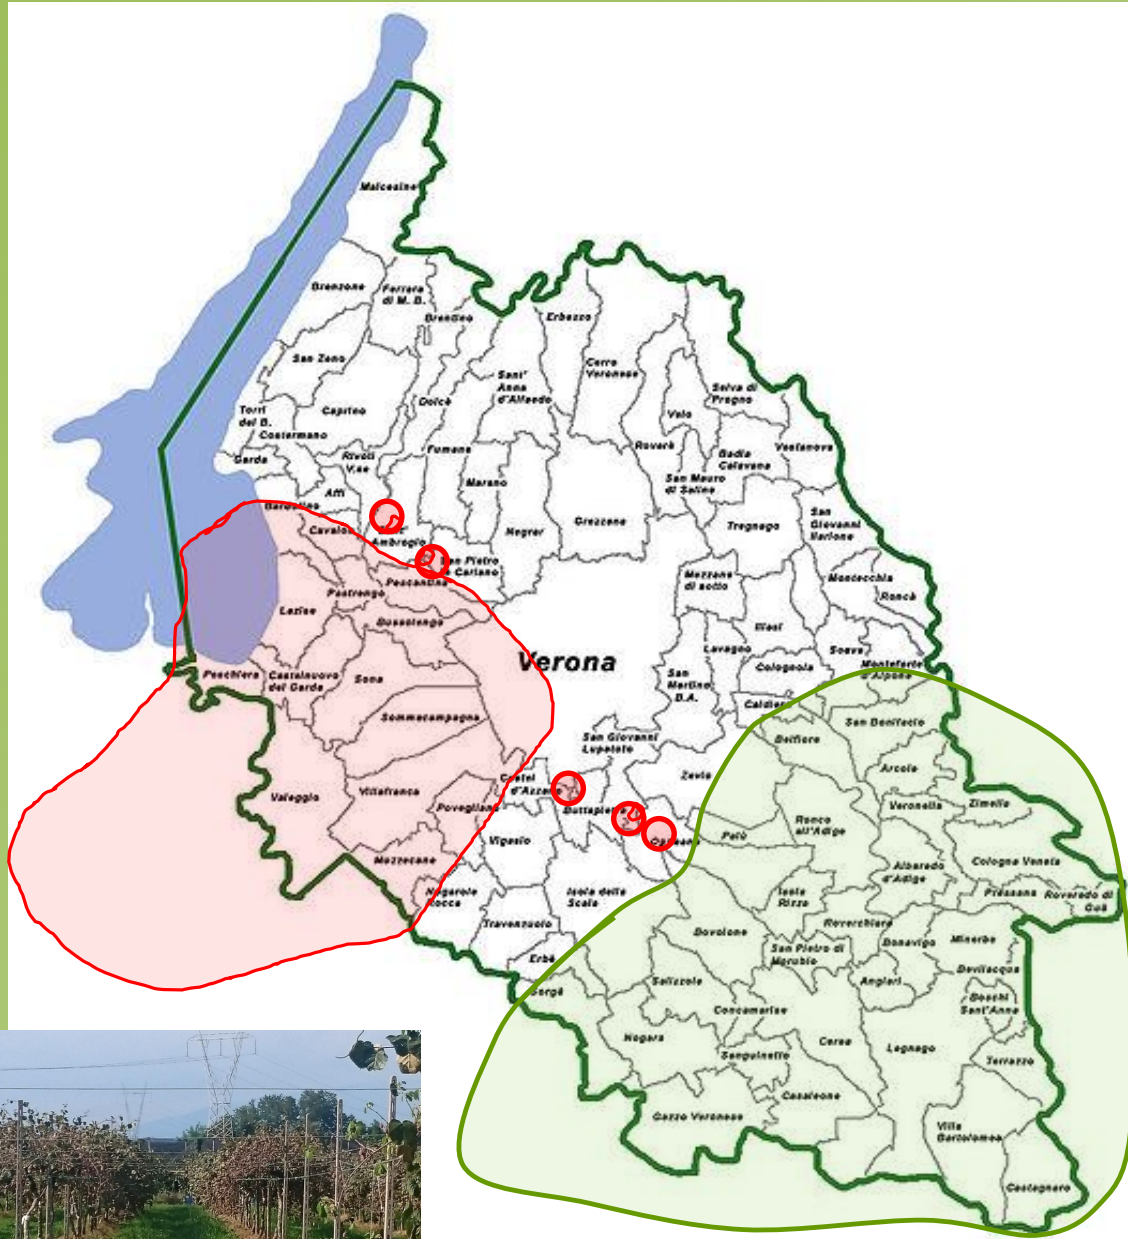 Malcesine
Brenzone
Ferrara
di M. B.
Brentino
Erbezzo
San Zeno
Cerro
Veronese
Sant'
Anna
d'Alfaedo
Selva di
Progno
Dolcè
Caprino
Torri
del B.
Costermano
Velo
Fumane
Roverè
Vestenova
Garda
Rivoli
V.se
Badia
Calavena
Marano
San Mauro
di Saline
Affi
Bardolino
San
Giovanni
Ilarione
Cavaion
Ambrogio
Negrar
Grezzana
Tregnago
San Pietro
Cariano
Pescantina
Mezzane
di sotto
Montecchia
Pastrengo
Roncà
Lazise
Bussolengo
Illasi
Lavagno
Soave
Verona
Colognola
Monteforte
d'Alpone
Peschiera
Castelnuovo
del Garda
Sona
San
Martino
B.A.
Caldiero
Sommacampagna
San Bonifacio
San Giovanni
Lupatoto
Belfiore
Castel
d'Azzano
Zevio
Arcole
Valeggio
Villafranca
Povegliano
Buttapietra
Veronella
Zimella
Ronco
all'Adige
Vigasio
Palù
Mozzecane
Albaredo
d'Adige
Cologna Veneta
Nogarole
Rocca
Isola della
Scala
Isola
Rizza
Pressana
Roveredo di
Guà
Trevenzuolo
Bovolone
Roverchiara
Bonavigo
Minerbe
San Pietro di
Morubio
Erbè
Bevilacqua
Sorgà
Salizzole
Angiari
Boschi
Sant'Anna
Concamarise
Nogara
Cerea
Legnago
Sanguinetto
Terrazzo
Casaleone
Gazzo Veronese
Villa
Bartolomea
Castagnaro